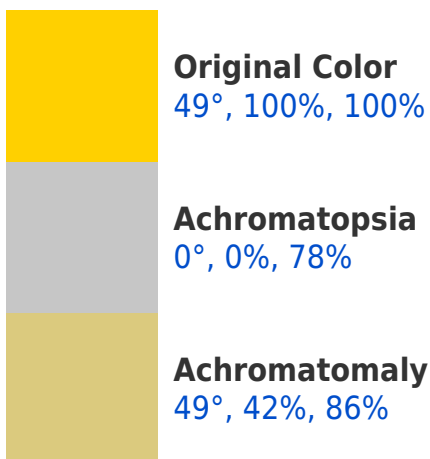 Original Color
49°, 100%, 100%
Achromatopsia
0°, 0%, 78%
Achromatomaly
49°, 42%, 86%